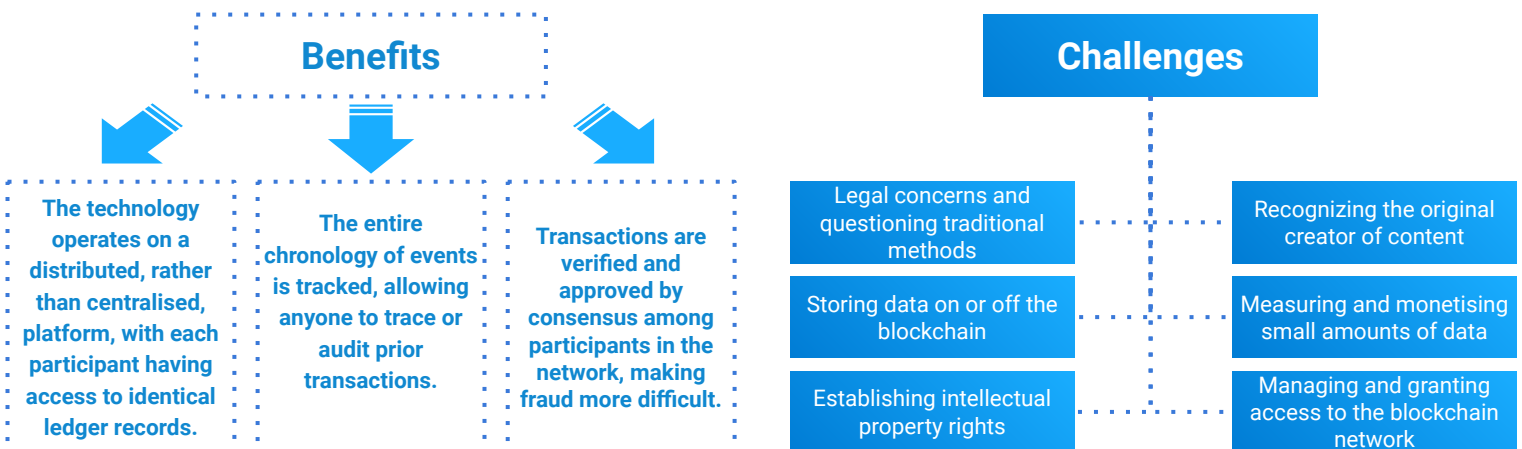 Benefits
The technology
operates on a
distributed, rather
than centralised,
platform, with each
participant having
access to identical
ledger records.
The entire
chronology of events
is tracked, allowing
anyone to trace or
audit prior
transactions.
Transactions are
verified and
approved by
consensus among
participants in the
network, making
fraud more difficult.
Challenges
Legal concerns and
questioning traditional
methods
Recognizing the original
creator of content
Storing data on or off the
blockchain
Measuring and monetising
small amounts of data
Establishing intellectual
property rights
Managing and granting
access to the blockchain
network